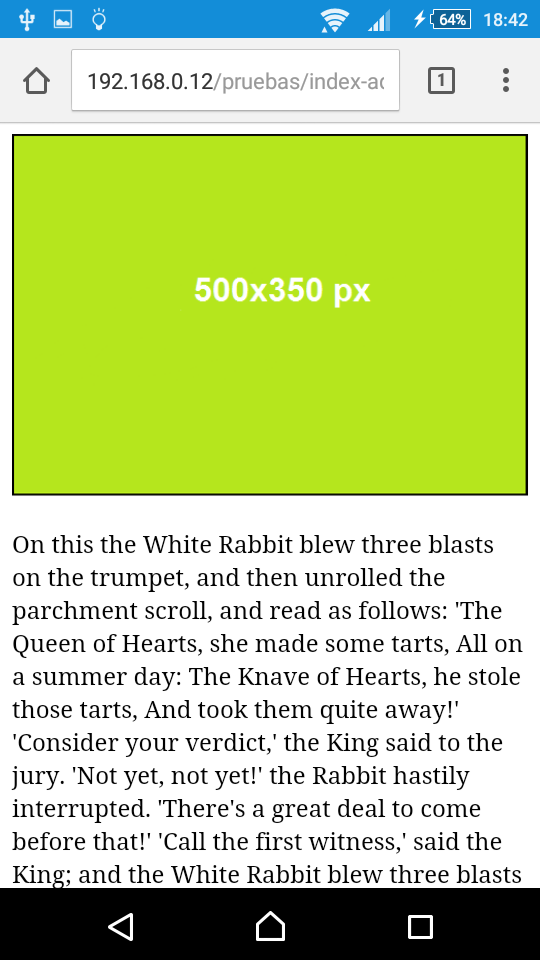 64% 18:42
192.168.0.12/pruebas/index-ad
1
500x350 px
On this the White Rabbit blew three blasts
on the trumpet, and then unrolled the
parchment scroll, and read as follows: 'The
Queen of Hearts, she made some tarts, All on
a summer day: The Knave of Hearts, he stole
those tarts, And took them quite away!'
'Consider your verdict,' the King said to the
jury. 'Not yet, not yet!' the Rabbit hastily
interrupted. 'There's a great deal to come
before that!' 'Call the first witness,' said the
King; and the White Rabbit blew three blasts